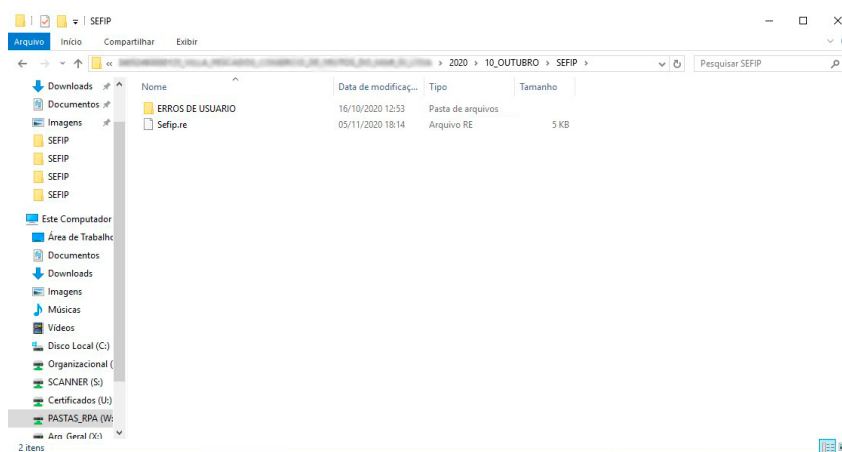 SEFIP
Arquivo Início Compartilhar Exibir
« › 2020 › 10_OUTUBRO › SEFIP › Pesquisar SEFIP
Downloads
Documentos
Imagens
SEFIP
SEFIP
SEFIP
SEFIP
Este Computador
Área de Trabalho
Documentos
Downloads
Imagens
Músicas
Vídeos
Disco Local (C:)
Organizacional (
SCANNER (S:)
Certificados (U:)
PASTAS_RPA (W:
Arq_Geral (X:)
Nome Data de modificaç... Tipo Tamanho
ERROS DE USUARIO 16/10/2020 12:53 Pasta de arquivos
Sefip.re 05/11/2020 18:14 Arquivo RE 5 KB
2 itens